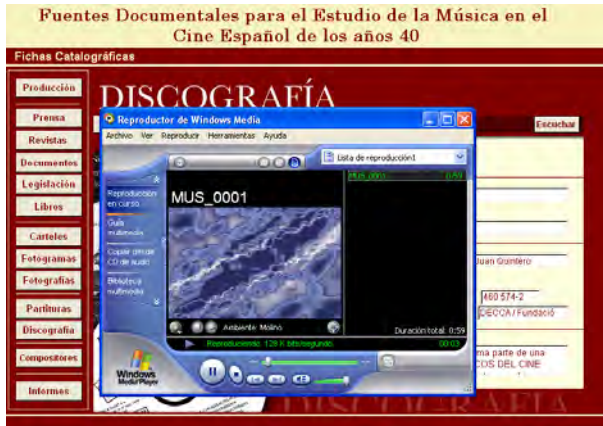 Fuentes Documentales para el Estudio de la Música en el
Cine Español de los años 40
Fichas Catalográficas
Producción
DISCOGRAFÍA
Prensa
Reproductor de Windows Media
Escuchar
Revistas
Archivo Ver Reproducir Herramientas Ayuda
Documentos
Lista de reproducción1
Legislación
MUS_0001 0:59
Libros
Reproducción
en curso
MUS_0001
Guía
multimedia
Carteles
Copiar desde
CD de audio
Fotogramas
Juan Quintero
Biblioteca
multimedia
Fotografías
460 574-2
Partituras
DECCA / Fundació
Discografía
Ambiente: Molino
Duración total: 0:59
Reproduciendo: 128 K bits/segundo
00:03
Compositores
ma parte de una
COS DEL CINE
Windows
Media Player
Informes
DISCOGRAFIA